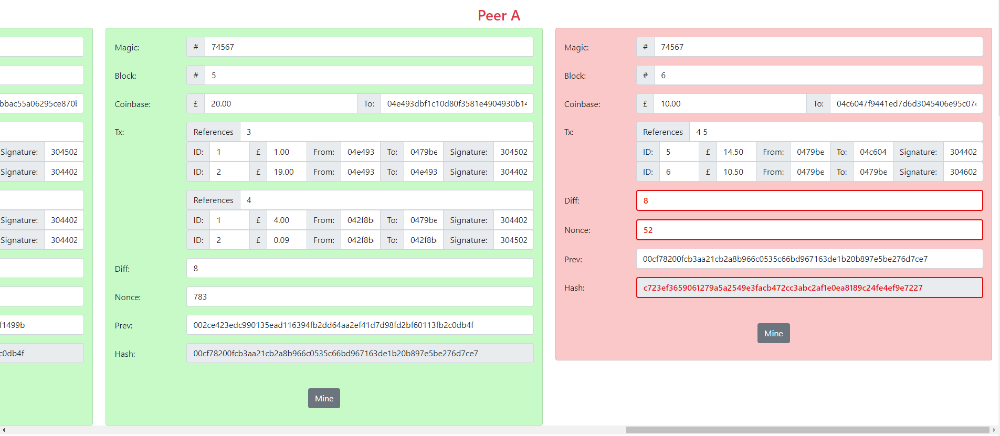 Peer A
bbac55a06295ce870b
Signature: 304502
Signature: 304402
Signature: 304402
Signature: 304402
f1499b
c0db4f
Magic: # 74567
Block: # 5
Coinbase: £ 20.00 To: 04e493dbf1c10d80f3581e4904930b14
Tx: References 3
ID: 1 £ 1.00 From: 04e493 To: 0479be Signature: 304502
ID: 2 £ 19.00 From: 04e493 To: 04e493 Signature: 304402
References 4
ID: 1 £ 4.00 From: 042f8b To: 0479be Signature: 304402
ID: 2 £ 0.09 From: 042f8b To: 042f8b Signature: 304502
Diff: 8
Nonce: 783
Prev: 002ce423edc990135ead116394fb2dd64aa2ef41d7d98fd2bf60113fb2c0db4f
Hash: 00cf78200fcb3aa21cb2a8b966c0535c66bd967163de1b20b897e5be276d7ce7
Mine
Magic: # 74567
Block: # 6
Coinbase: £ 10.00 To: 04c6047f9441ed7d6d3045406e95c07c
Tx: References 4 5
ID: 5 £ 14.50 From: 0479be To: 04c604 Signature: 304402
ID: 6 £ 10.50 From: 0479be To: 0479be Signature: 304602
Diff: 8
Nonce: 52
Prev: 00cf78200fcb3aa21cb2a8b966c0535c66bd967163de1b20b897e5be276d7ce7
Hash: c723ef3659061279a5a2549e3facb472cc3abc2af1e0ea8189c24fe4ef9e7227
Mine